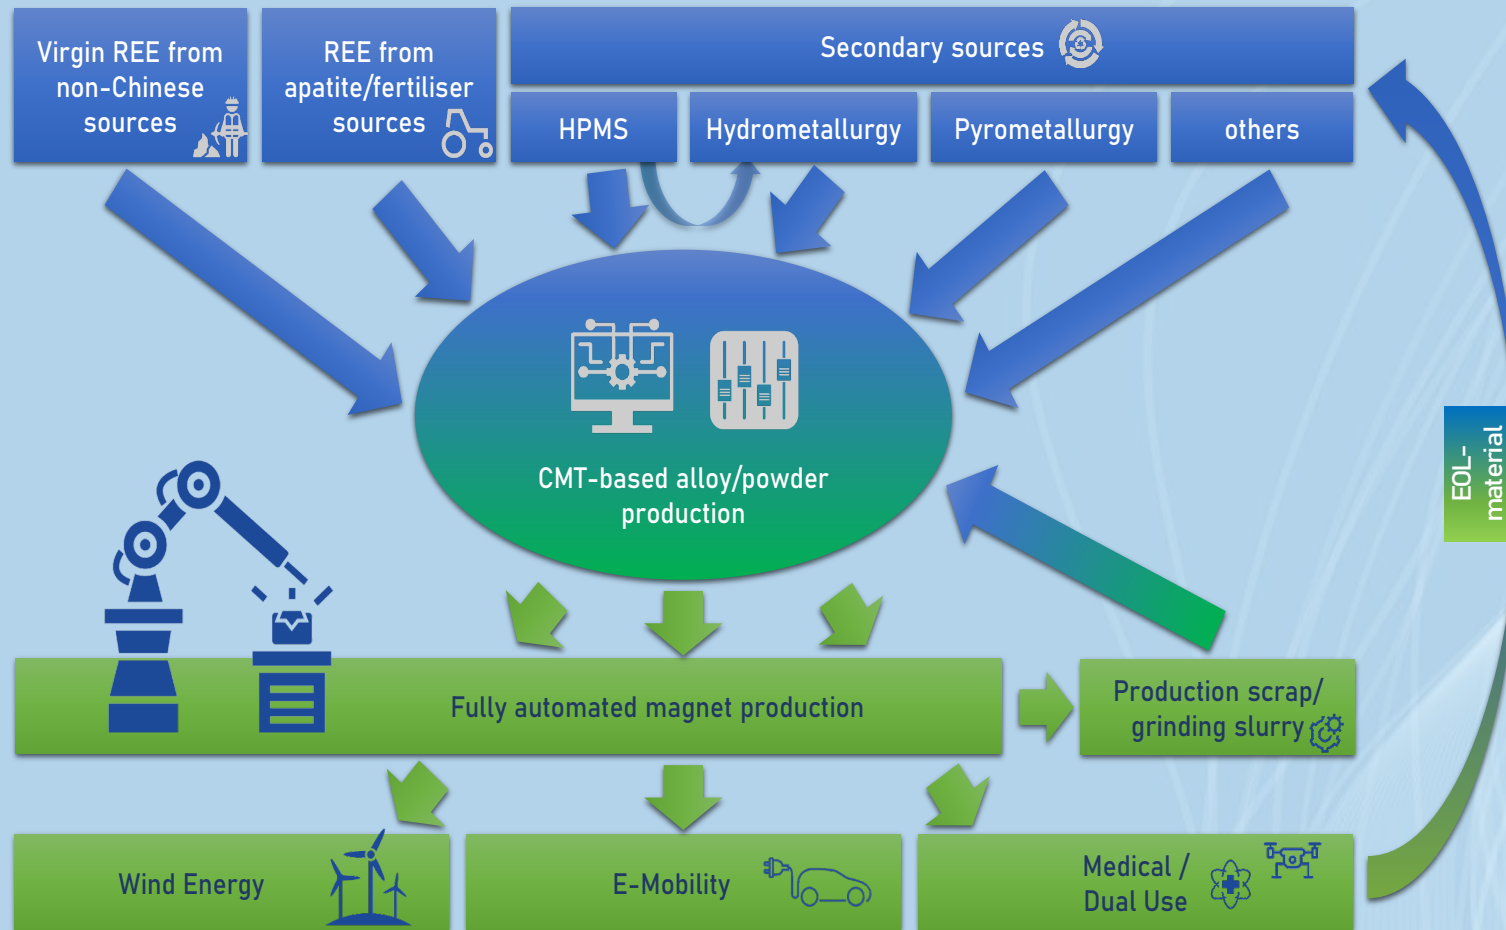 Virgin REE from
non-Chinese
sources
REE from
apatite/fertiliser
sources
Secondary sources
HPMS
Hydrometallurgy
Pyrometallurgy
others
CMT-based alloy/powder
production
EOL-
material
Fully automated magnet production
Production scrap/
grinding slurry
Wind Energy
E-Mobility
Medical /
Dual Use